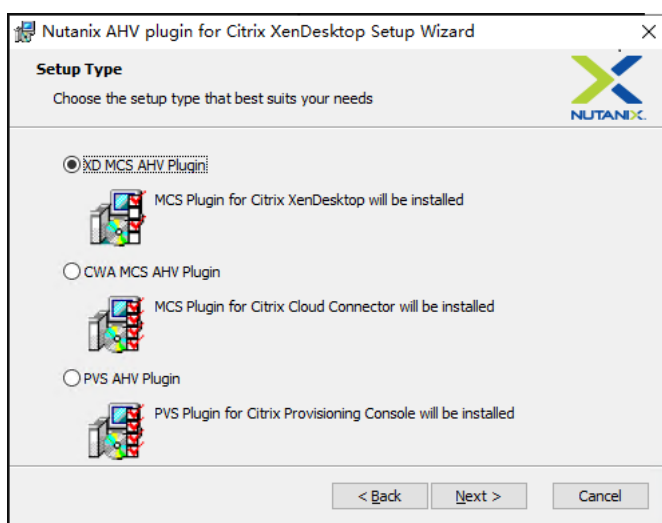 Nutanix AHV plugin for Citrix XenDesktop Setup Wizard
Setup Type
Choose the setup type that best suits your needs
NUTANIX.
XD MCS AHV Plugin
MCS Plugin for Citrix XenDesktop will be installed
CWA MCS AHV Plugin
MCS Plugin for Citrix Cloud Connector will be installed
PVS AHV Plugin
PVS Plugin for Citrix Provisioning Console will be installed
< Back Next > Cancel